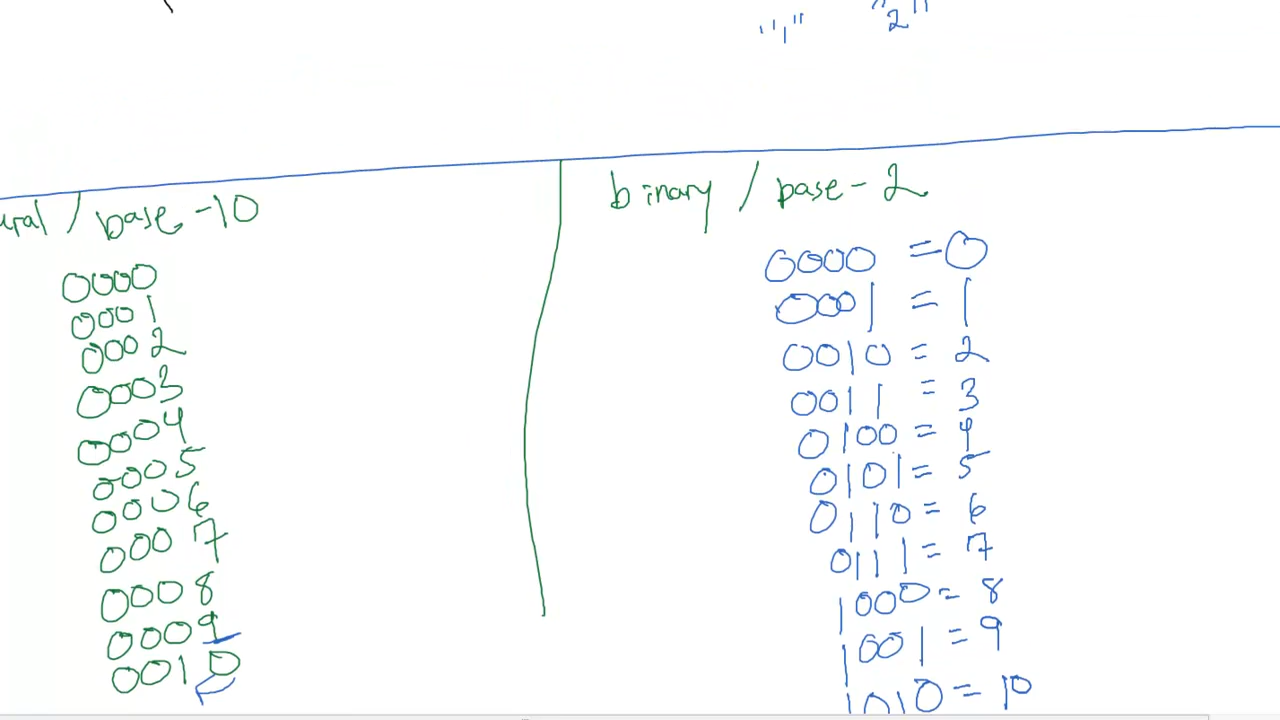 "1" "2"
ural / base-10
0000
0001
0002
0003
0004
0005
0006
0007
0008
0009
0010
binary / base-2
0000 = 0
0001 = 1
0010 = 2
0011 = 3
0100 = 4
0101 = 5
0110 = 6
0111 = 7
1000 = 8
1001 = 9
1010 = 10